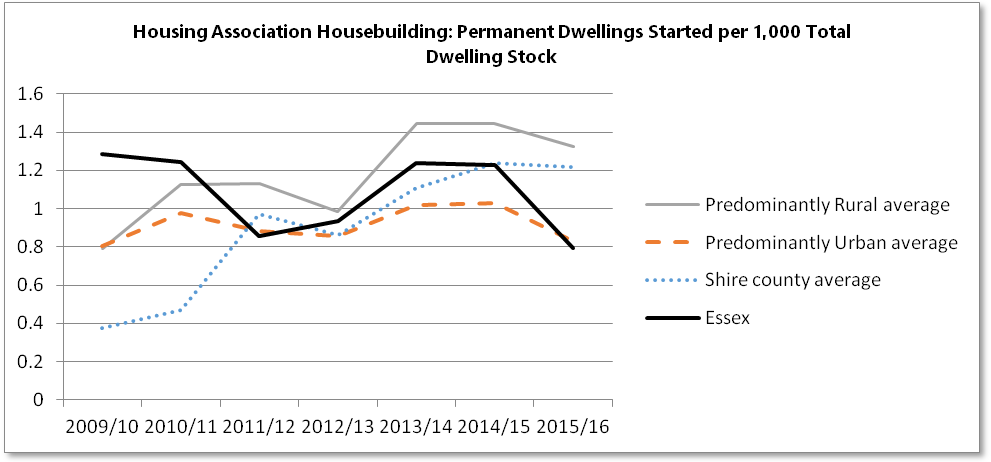 Housing Association Housebuilding: Permanent Dwellings Started per 1,000 Total
Dwelling Stock
1.6
1.4
1.2
1
0.8
0.6
0.4
0.2
0
2009/10 2010/11 2011/12 2012/13 2013/14 2014/15 2015/16
Predominantly Rural average
Predominantly Urban average
Shire county average
Essex